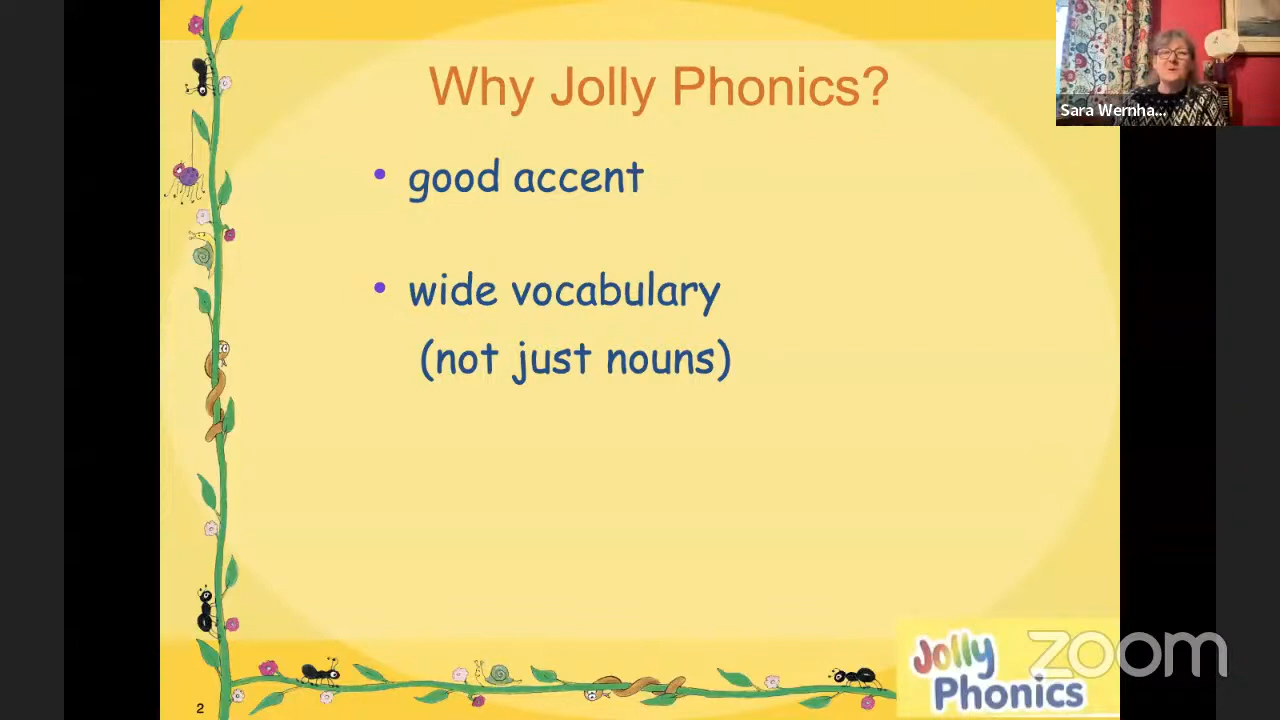 Why Jolly Phonics?
Sara Wernha...
• good accent
• wide vocabulary
(not just nouns)
2
Jolly
Phonics
zoom